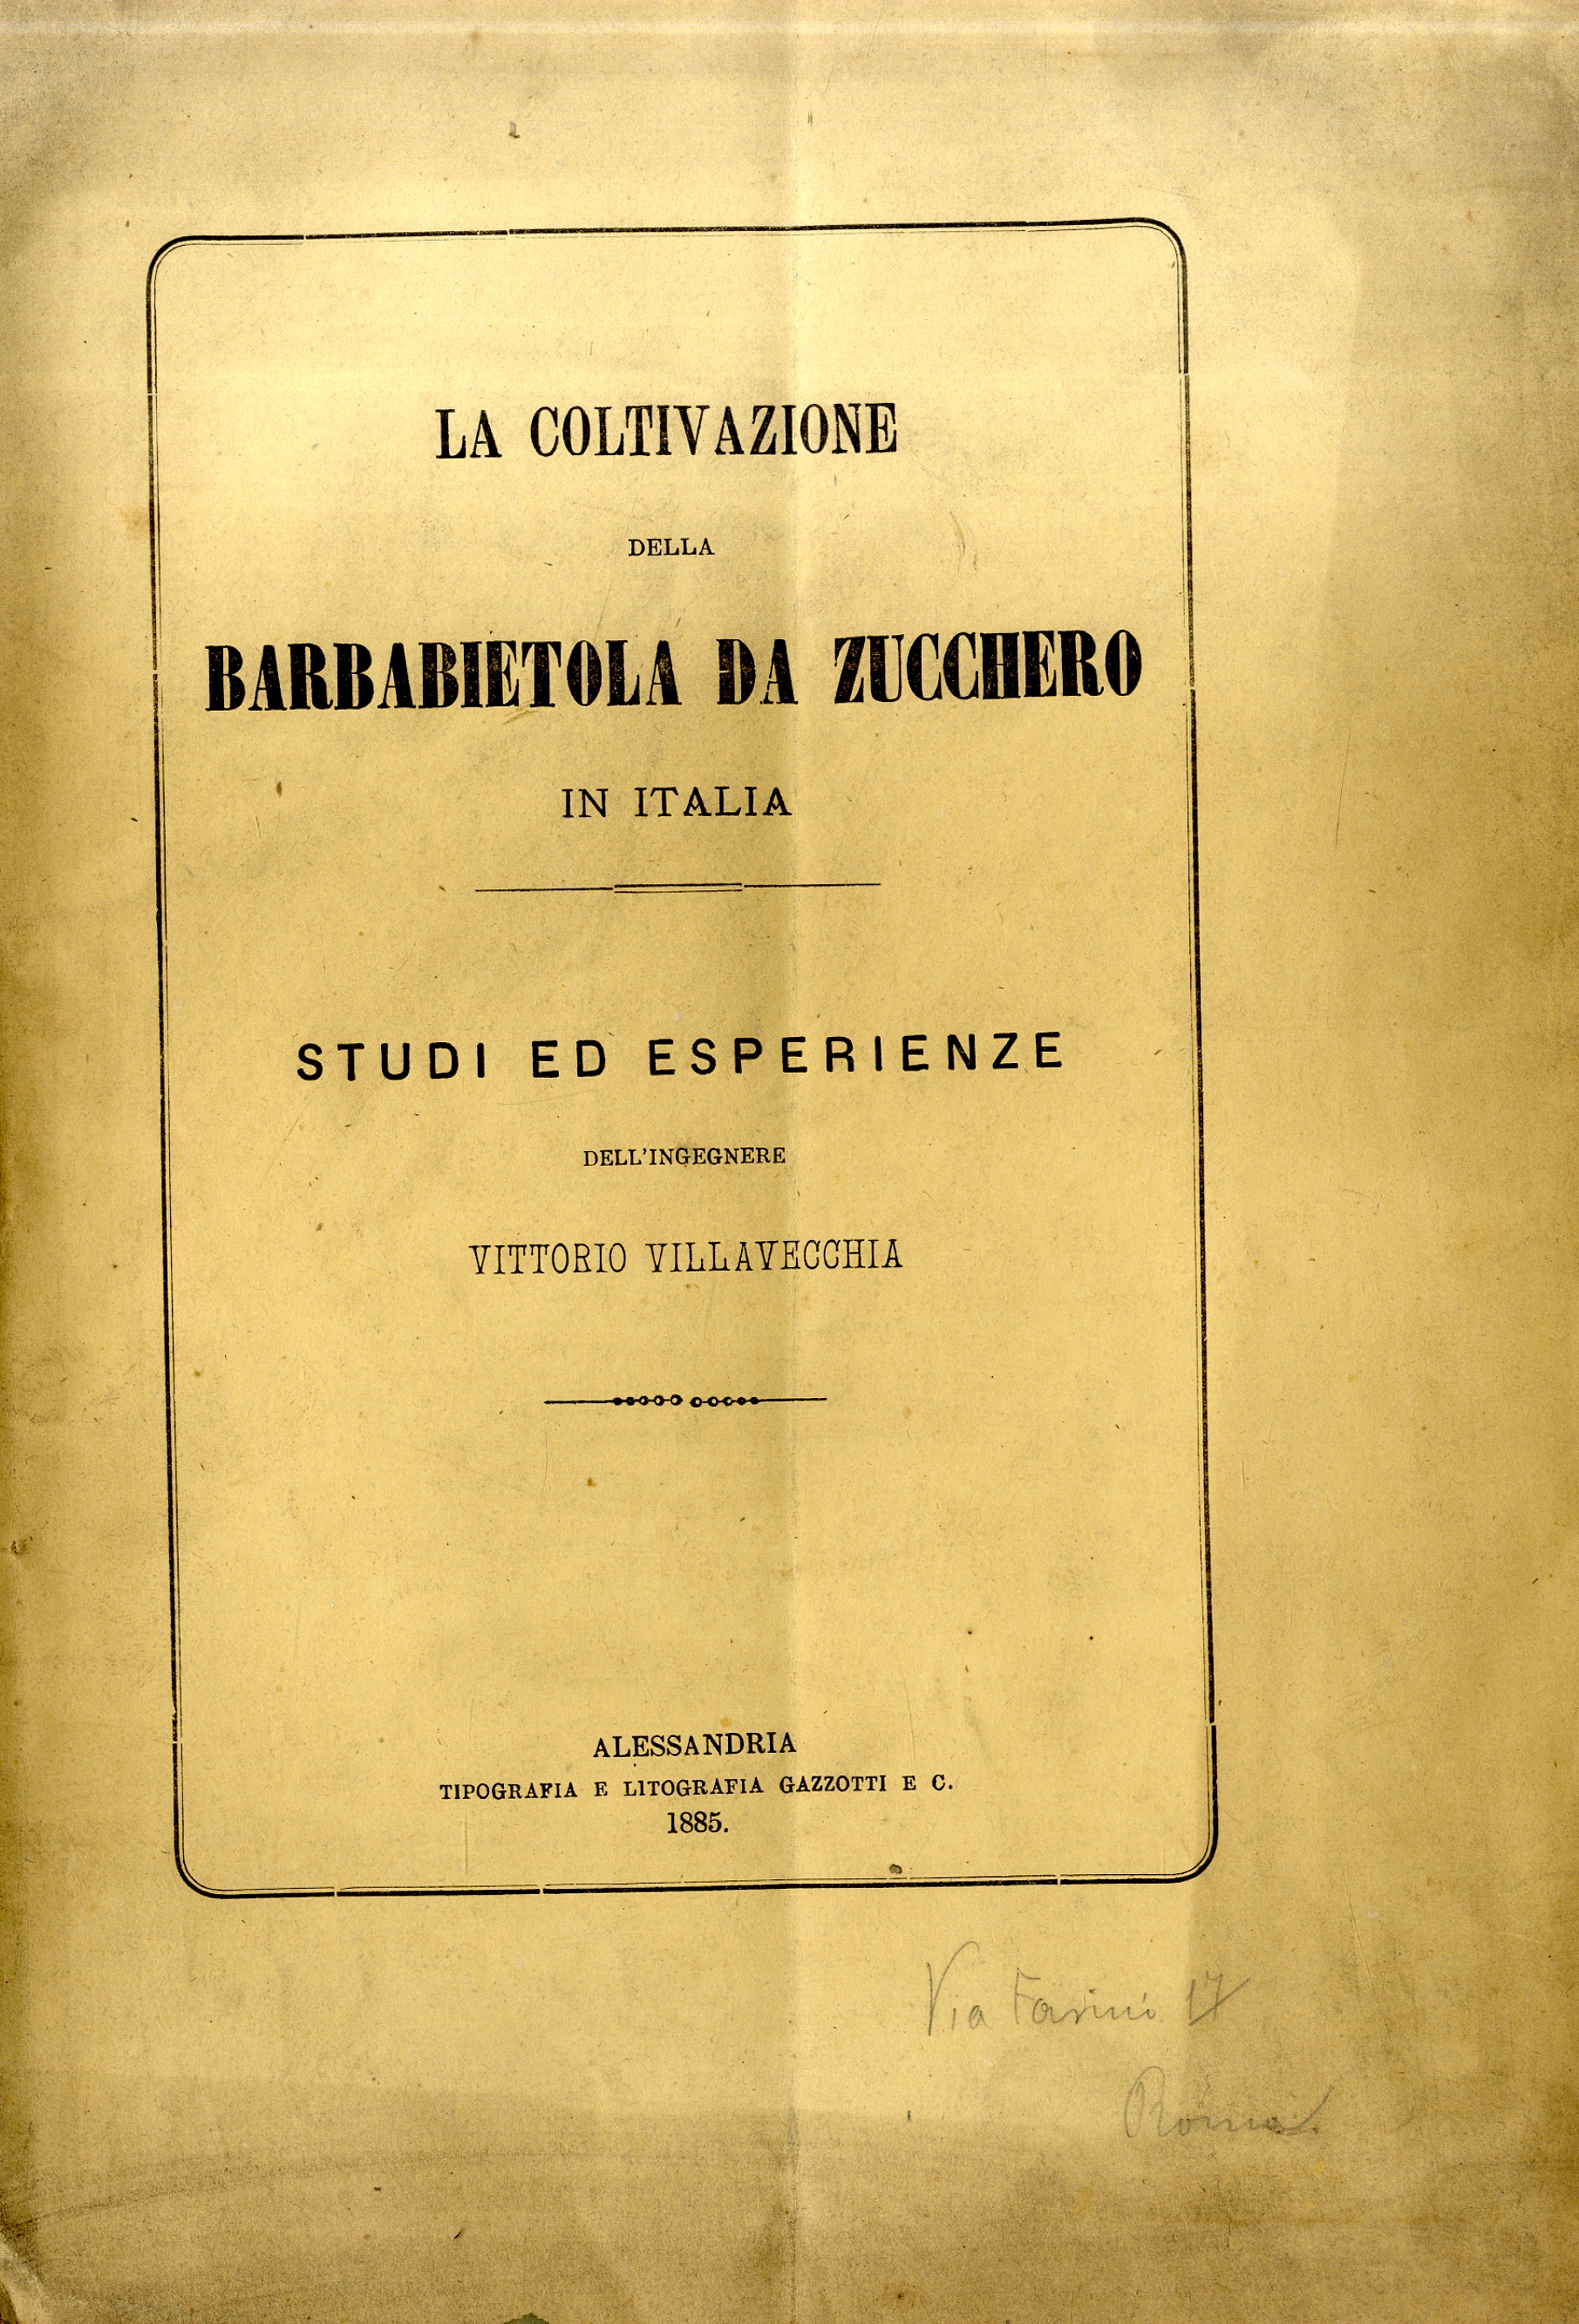 LA COLTIVAZIONE
DELLA
BARBABIETOLA DA ZUCCHERO
IN ITALIA
STUDI ED ESPERIENZE
DELL'INGEGNERE
VITTORIO VILLAVECCHIA
ALESSANDRIA
TIPOGRAFIA E LITOGRAFIA GAZZOTTI E C.
1885.
Via Farini 17
Roma.